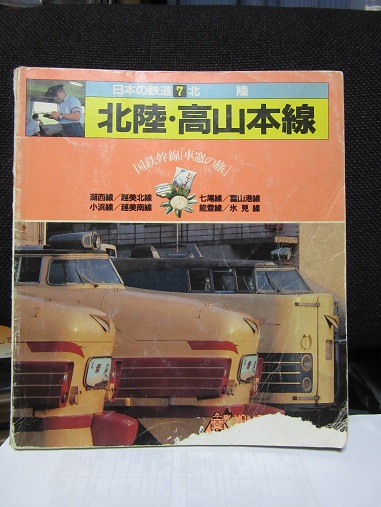 日本の鉄道 7 北 陸
北陸・高山本線
国鉄幹線「車窓の旅」
湖西線／越美北線 七尾線／富山港線
小浜線／越美南線 能登線／氷見線